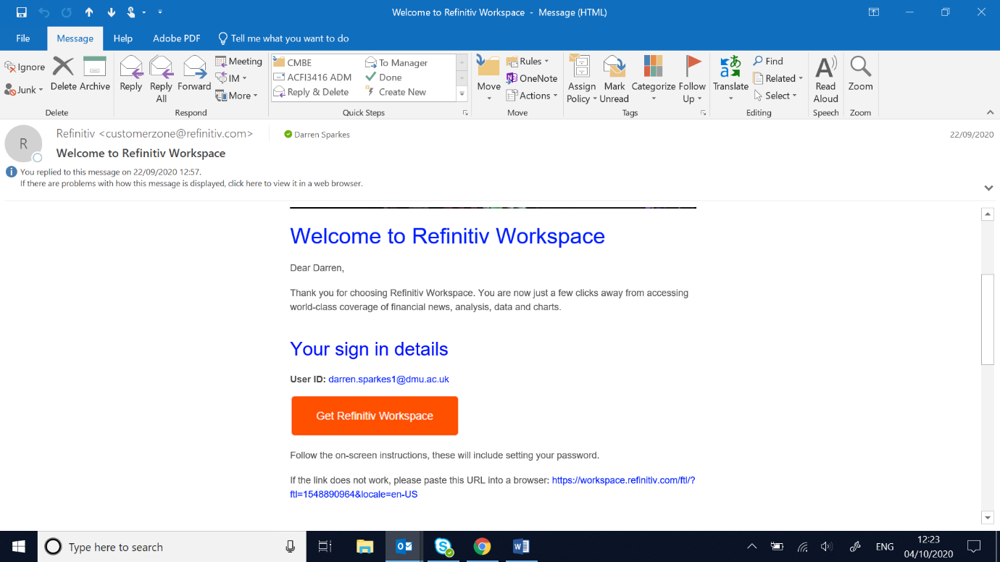 Welcome to Refinitiv Workspace - Message (HTML)
File Message Help Adobe PDF Tell me what you want to do
Ignore
Junk
Delete
Archive
Reply
Reply All
Forward
Meeting
IM
More
CMBE
To Manager
ACFI3416 ADM
Done
Reply & Delete
Create New
Move
Rules
OneNote
Actions
Assign Policy
Mark Unread
Categorize
Follow Up
Translate
Find
Related
Select
Read Aloud
Zoom
Delete Respond Quick Steps Move Tags Editing Speech Zoom
R
Refinitiv <customerzone@refinitiv.com>
Darren Sparkes
22/09/2020
Welcome to Refinitiv Workspace
You replied to this message on 22/09/2020 12:57.
If there are problems with how this message is displayed, click here to view it in a web browser.
Welcome to Refinitiv Workspace
Dear Darren,
Thank you for choosing Refinitiv Workspace. You are now just a few clicks away from accessing
world-class coverage of financial news, analysis, data and charts.
Your sign in details
User ID: darren.sparkes1@dmu.ac.uk
Get Refinitiv Workspace
Follow the on-screen instructions, these will include setting your password.
If the link does not work, please paste this URL into a browser: https://workspace.refinitiv.com/ftl/?
ftl=1548890964&locale=en-US
Type here to search
ENG
12:23
04/10/2020